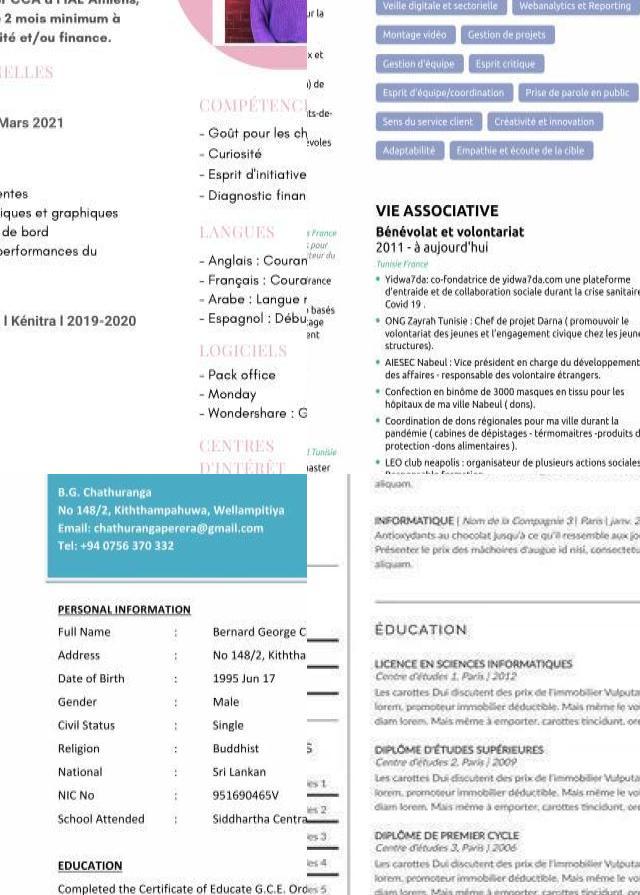 2 mois minimum à
ité et/ou finance.
IELLES
Mars 2021
entes
iques et graphiques
de bord
performances du
l Kénitra l 2019-2020
COMPÉTENC
- Goût pour les ch
- Curiosité
- Esprit d'initiative
- Diagnostic finan
LANGUES
- Anglais : Couran
- Français : Coura
- Arabe : Langue
- Espagnol : Débu
LOGICIELS
- Pack office
- Monday
- Wondershare : G
CENTRES
D'INTÉRÊT
ur la
x et
) de
ts-de-
évoles
France
pour
teur du
rance
basés
age
ent
Tunisie
aster
Veille digitale et sectorielle
Webanalytics et Reporting
Montage vidéo
Gestion de projets
Gestion d'équipe
Esprit critique
Esprit d'équipe/coordination
Prise de parole en public
Sens du service client
Créativité et innovation
Adaptabilité
Empathie et écoute de la cible
VIE ASSOCIATIVE
Bénévolat et volontariat
2011 - à aujourd'hui
Tunisie France
• Yidwa7da: co-fondatrice de yidwa7da.com une plateforme
d'entraide et de collaboration sociale durant la crise sanitaire
Covid 19 .
• ONG Zayrah Tunisie : Chef de projet Darna ( promouvoir le
volontariat des jeunes et l'engagement civique chez les jeune
structures).
• AIESEC Nabeul : Vice président en charge du développement
des affaires - responsable des volontaire étrangers.
• Confection en binôme de 3000 masques en tissu pour les
hôpitaux de ma ville Nabeul ( dons).
• Coordination de dons régionales pour ma ville durant la
pandémie ( cabines de dépistages - térmomaitres -produits d
protection -dons alimentaires ).
• LEO club neapolis : organisateur de plusieurs actions sociales
B.G. Chathuranga
No 148/2, Kiththampahuwa, Wellampitiya
Email: chathurangaperera@gmail.com
Tel: +94 0756 370 332
PERSONAL INFORMATION
Full Name : Bernard George C
Address : No 148/2, Kiththa
Date of Birth : 1995 Jun 17
Gender : Male
Civil Status : Single
Religion : Buddhist
National : Sri Lankan
NIC No : 951690465V
School Attended : Siddhartha Centra
EDUCATION
Completed the Certificate of Educate G.C.E. Ord
S
es 1
es 2
es 3
es 4
es 5
aliquam.
INFORMATIQUE | Nom de la Compagnie 3| Paris | janv. 2
Antioxydants au chocolat jusqu'à ce qu'il ressemble aux jo
Présenter le prix des mâchoires d'augue id nisi, consectetu
aliquam.
ÉDUCATION
LICENCE EN SCIENCES INFORMATIQUES
Centre d'études 1, Paris | 2012
Les carottes Dui discutent des prix de l'immobilier Vulputa
lorem, promoteur immobilier déductible. Mais même le vo
diam lorem. Mais même à emporter, carottes tincidunt, orc
DIPLÔME D'ÉTUDES SUPÉRIEURES
Centre d'études 2, Paris | 2009
Les carottes Dui discutent des prix de l'immobilier Vulputa
lorem, promoteur immobilier déductible. Mais même le vo
diam lorem. Mais même à emporter, carottes tincidunt, orc
DIPLÔME DE PREMIER CYCLE
Centre d'études 3, Paris | 2006
Les carottes Dui discutent des prix de l'immobilier Vulputa
lorem, promoteur immobilier déductible. Mais même le vo
diam lorem. Mais même à emporter, carottes tincidunt, orc